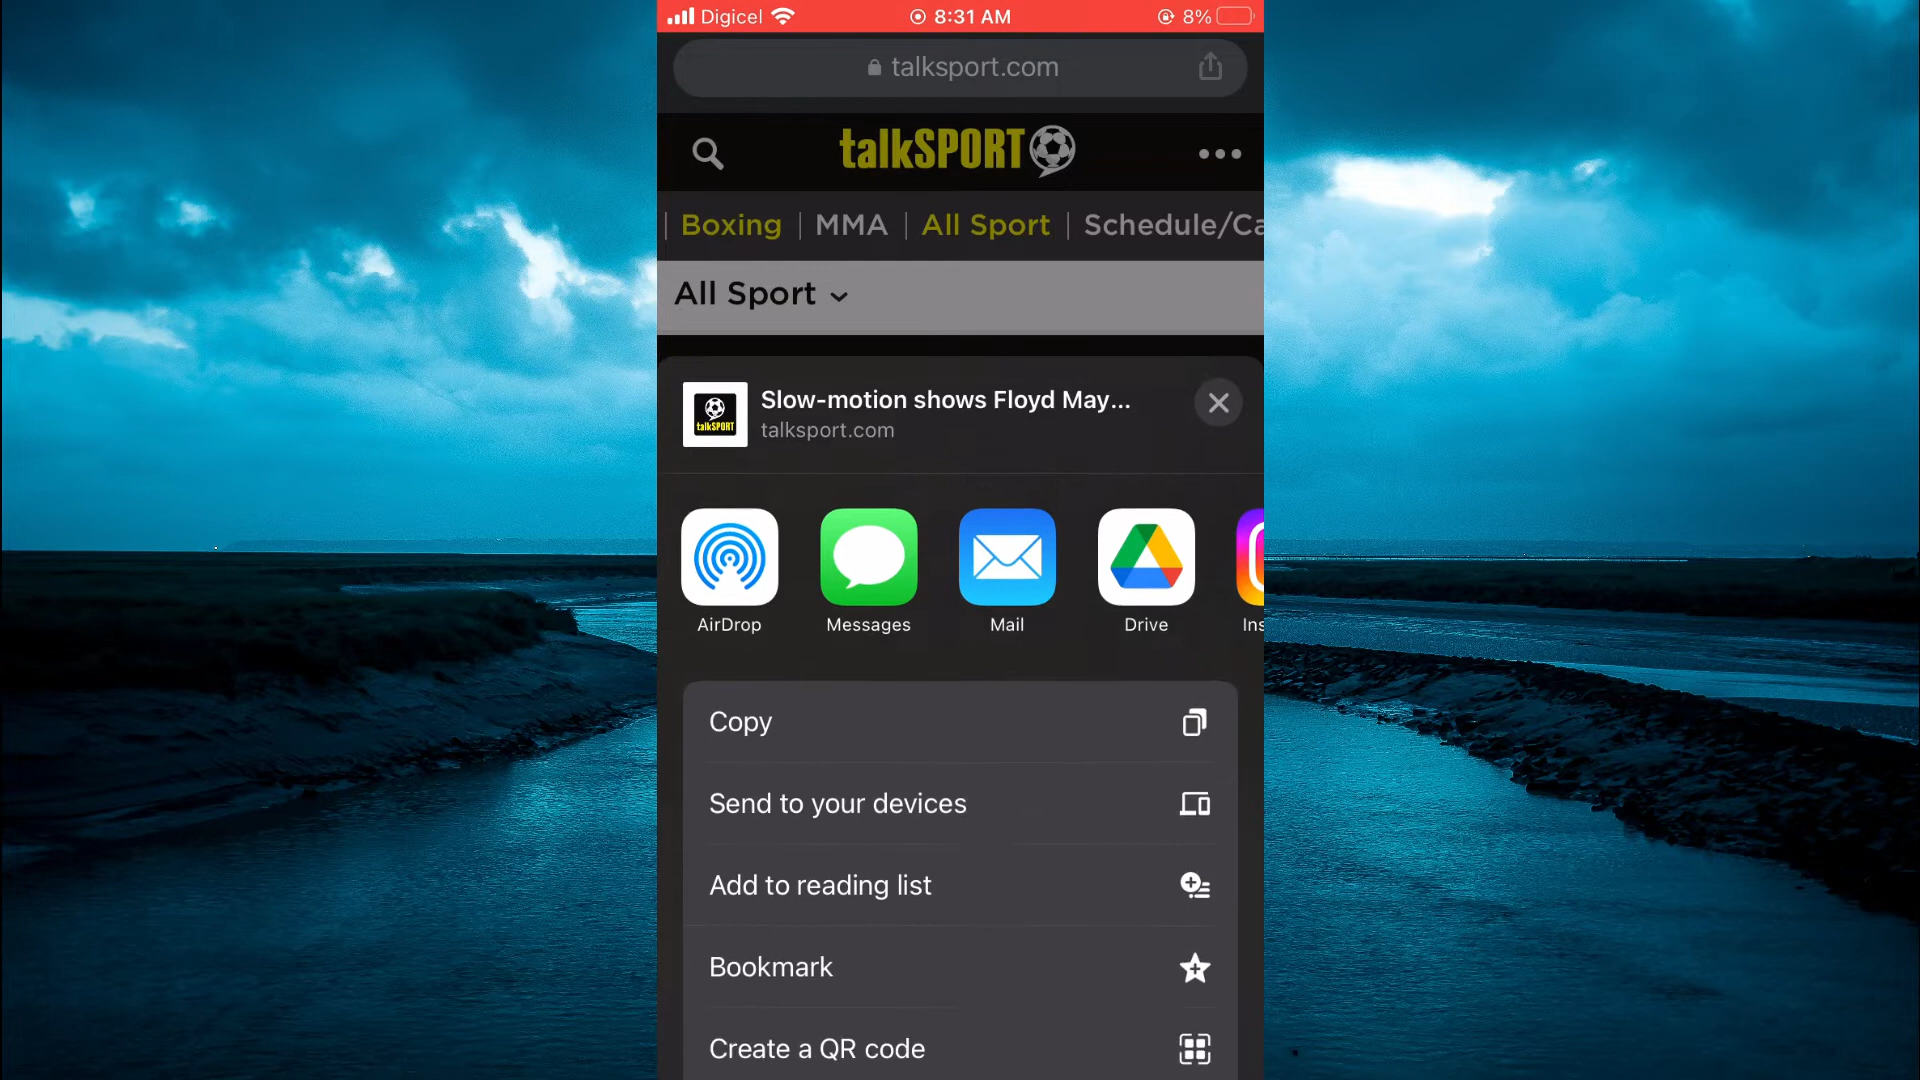 Digicel 8:31 AM 8%
talksport.com
talkSPORT
Boxing | MMA | All Sport | Schedule/Ca
All Sport
talkSPORT
Slow-motion shows Floyd May...
talksport.com
AirDrop Messages Mail Drive Ins
Copy
Send to your devices
Add to reading list
Bookmark
Create a QR code